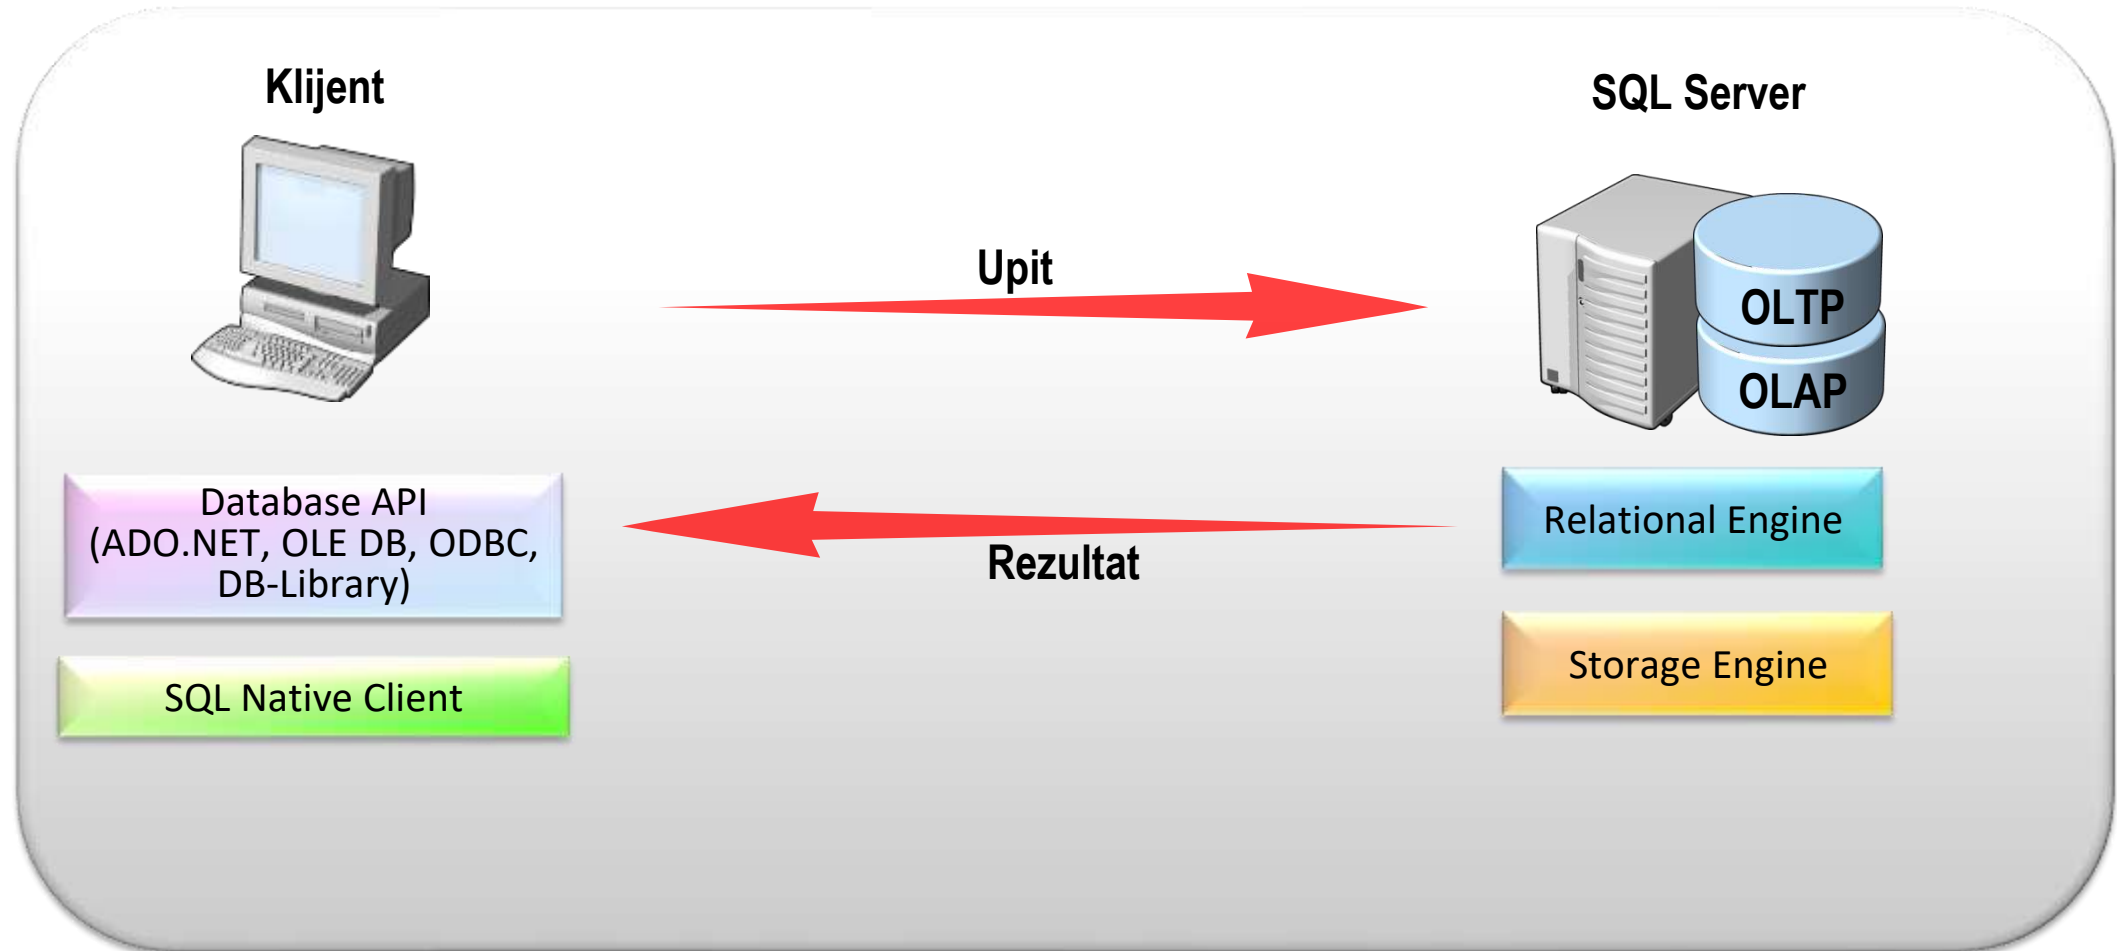 Klijent
SQL Server
Upit
OLTP
OLAP
Database API
(ADO.NET, OLE DB, ODBC,
DB-Library)
Rezultat
Relational Engine
SQL Native Client
Storage Engine